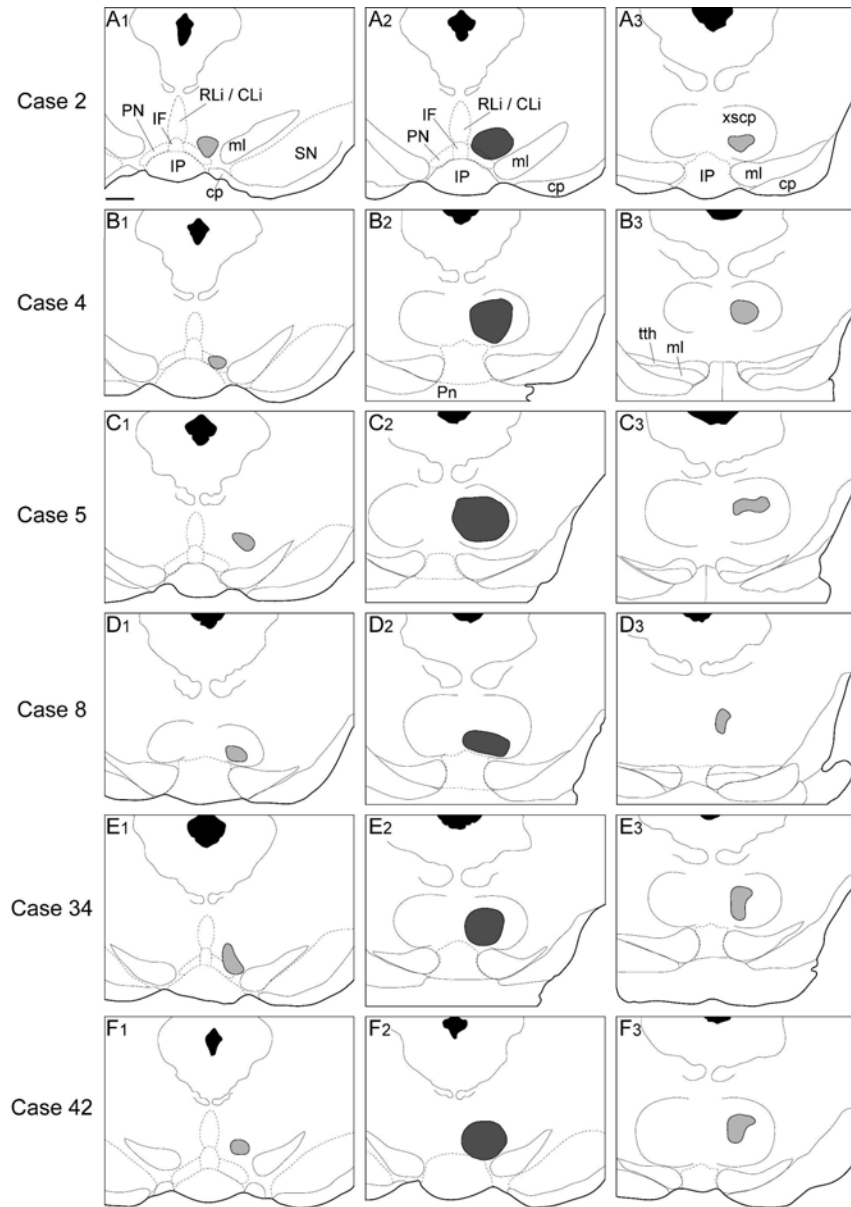 Case 2
A1
RLi / CLi
PN
IF
ml
SN
IP
cp
A2
RLi / CLi
IF
PN
ml
IP
cp
A3
xscp
IP
ml
cp
Case 4
B1
B2
Pn
B3
tth
ml
Case 5
C1
C2
C3
Case 8
D1
D2
D3
Case 34
E1
E2
E3
Case 42
F1
F2
F3